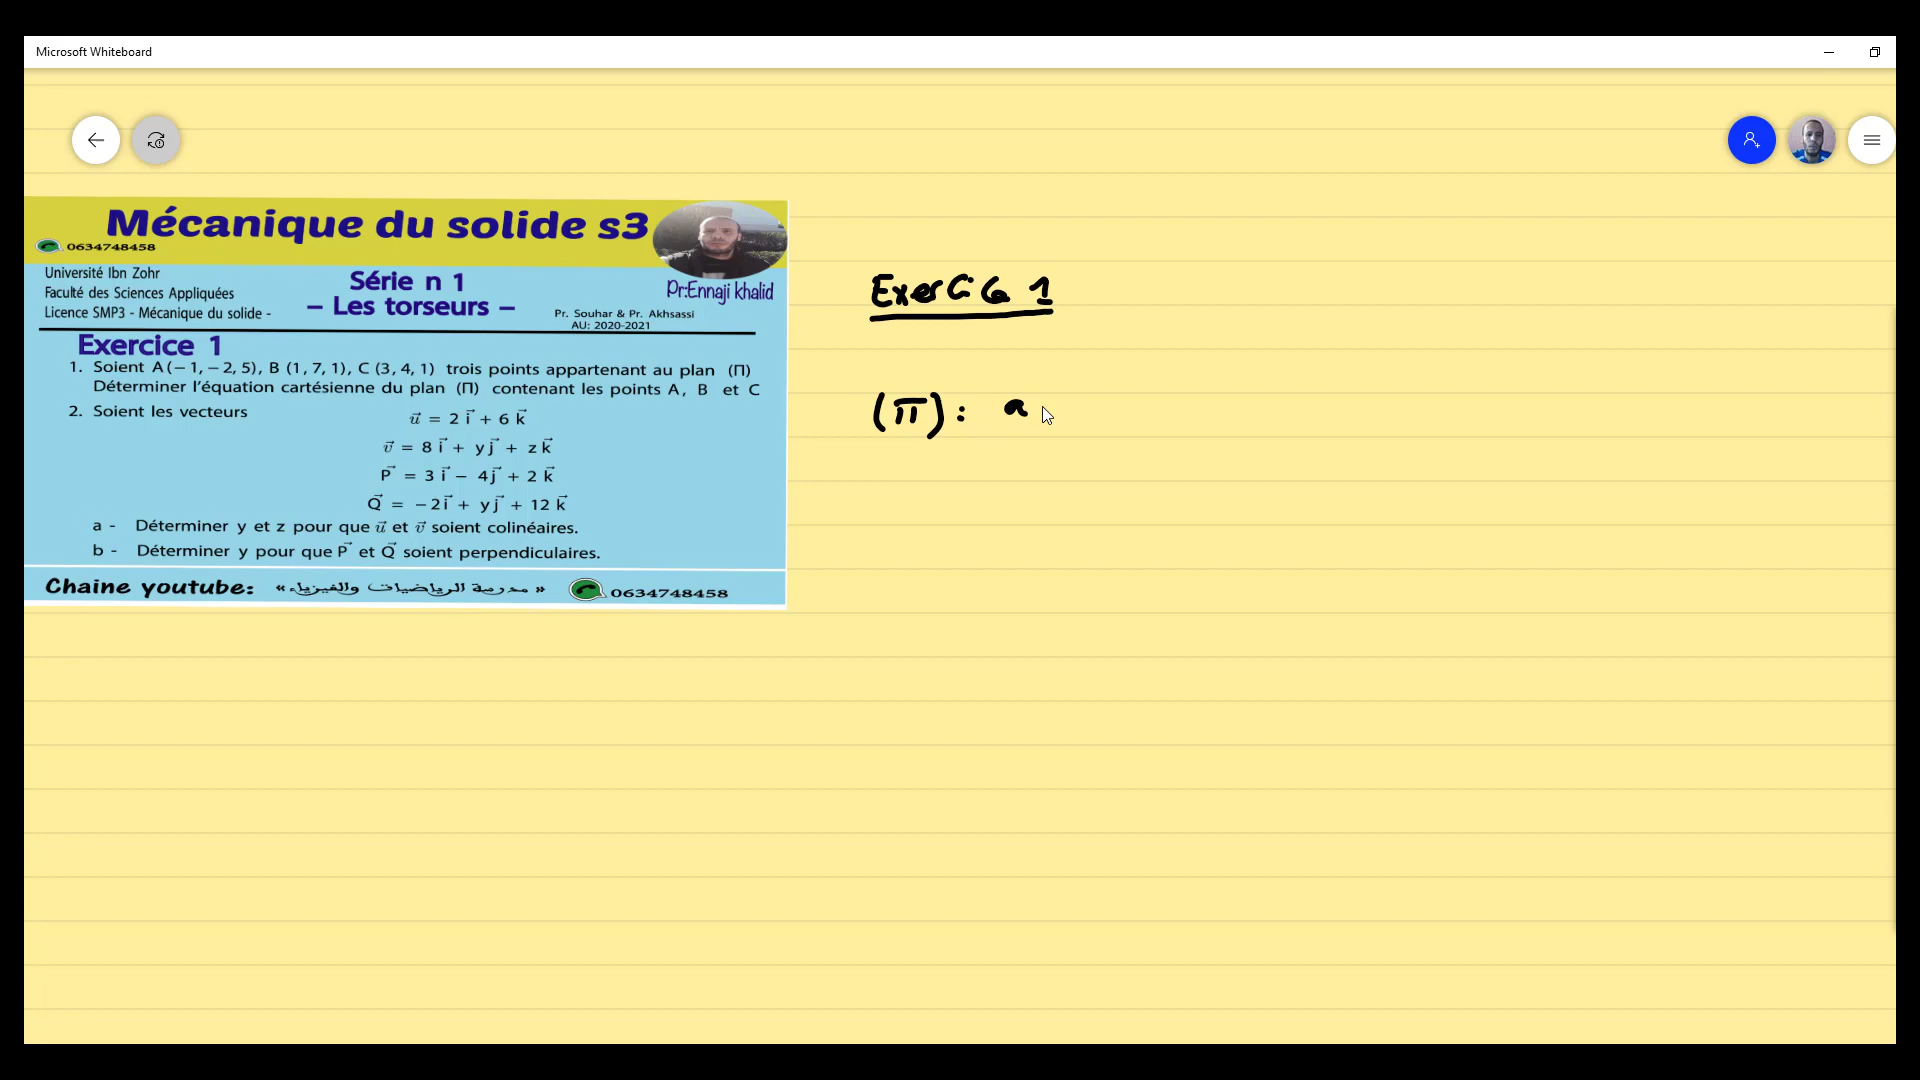 Microsoft Whiteboard
Mécanique du solide s3
0634748458
Université Ibn Zohr
Faculté des Sciences Appliquées
Licence SMP3 - Mécanique du solide -
Série n 1
– Les torseurs –
Pr:Ennaji khalid
Pr. Souhar & Pr. Akhsassi
AU: 2020-2021
Exercice 1
1. Soient A(−1,−2,5), B (1,7,1), C (3,4,1) trois points appartenant au plan (Π)
Déterminer l'équation cartésienne du plan (Π) contenant les points A, B et C
2. Soient les vecteurs
u⃗ = 2 i⃗ + 6 k⃗
v⃗ = 8 i⃗ + y j⃗ + z k⃗
P⃗ = 3 i⃗ − 4 j⃗ + 2 k⃗
Q⃗ = −2 i⃗ + y j⃗ + 12 k⃗
a - Déterminer y et z pour que u⃗ et v⃗ soient colinéaires.
b - Déterminer y pour que P⃗ et Q⃗ soient perpendiculaires.
Chaine youtube: « مدرسة الرياضيات والفيزياء » 0634748458
Exercice 1
(Π): a